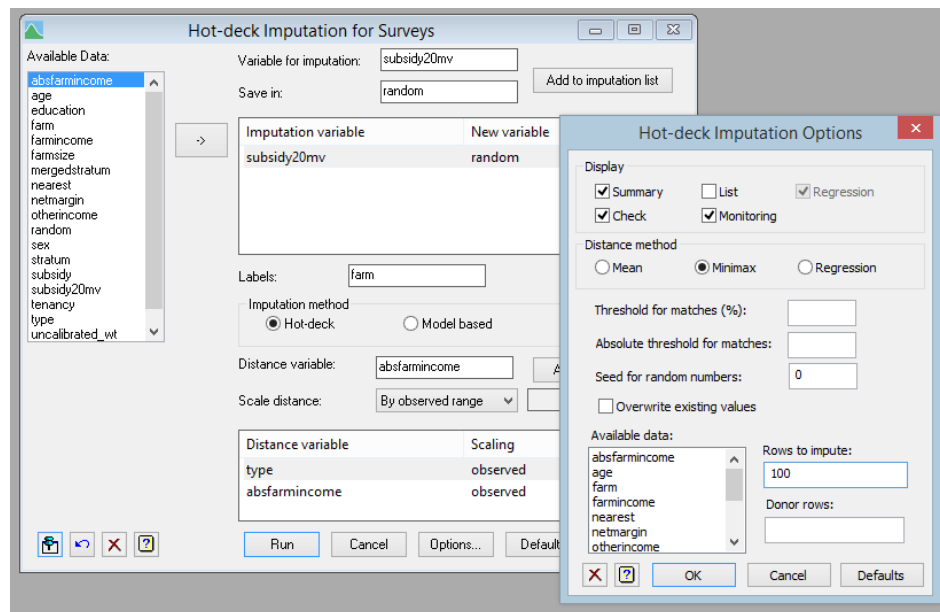 Hot-deck Imputation for Surveys
Available Data:
absfarmincome
age
education
farm
farmincome
farmsize
mergedstratum
nearest
netmargin
otherincome
random
sex
stratum
subsidy
subsidy20mv
tenancy
type
uncalibrated_wt
->
Variable for imputation: subsidy20mv
Save in: random
Add to imputation list
Imputation variable New variable
subsidy20mv random
Labels: farm
Imputation method
Hot-deck Model based
Distance variable: absfarmincome A
Scale distance: By observed range
Distance variable Scaling
type observed
absfarmincome observed
Run Cancel Options... Default
Hot-deck Imputation Options
Display
Summary List Regression
Check Monitoring
Distance method
Mean Minimax Regression
Threshold for matches (%):
Absolute threshold for matches:
Seed for random numbers: 0
Overwrite existing values
Available data:
absfarmincome
age
farm
farmincome
nearest
netmargin
otherincome
Rows to impute:
100
Donor rows:
OK Cancel Defaults